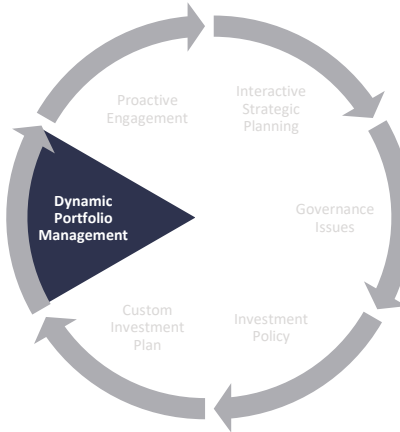 Proactive
Engagement
Interactive
Strategic
Planning
Dynamic
Portfolio
Management
Governance
Issues
Custom
Investment
Plan
Investment
Policy